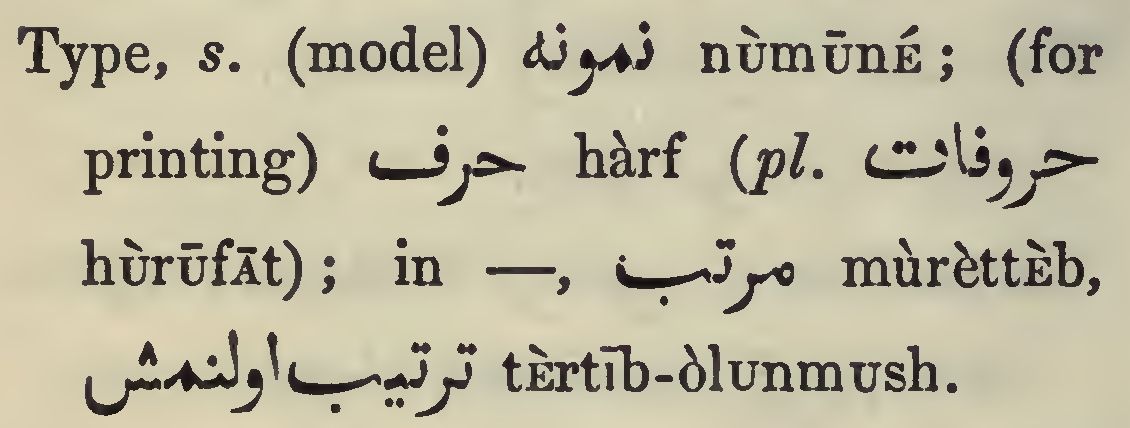 Type, s. (model) نمونه nùmūnÉ; (for
printing) حرف hàrf (pl. حروفات
hùrūfĀt); in —, مرتب mùrèttÈb,
ترتيب اولنمش tÈrtīb-òlunmush.